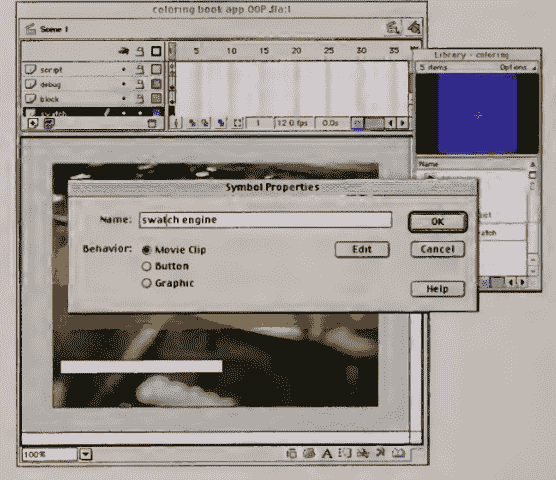 coloring book app OOP .fla:1
Scene 1
5 10 15 20 25 30 35
script
debug
block
swatch
1 12.0 fps 0.0s
Library - coloring
5 items Options
Name
Symbol Properties
Name: swatch engine
OK
Behavior: Movie Clip
Edit
Cancel
Button
Graphic
Help
100%